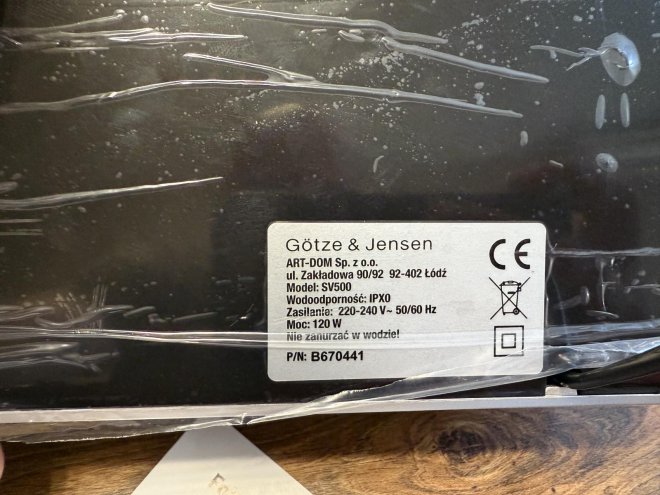 Götze & Jensen
ART-DOM Sp. z o.o.
ul. Zakładowa 90/92 92-402 Łódź
Model: SV500
Wodoodporność: IPX0
Zasilanie: 220-240 V~ 50/60 Hz
Moc: 120 W
Nie zanurzać w wodzie!
P/N: B670441
CE